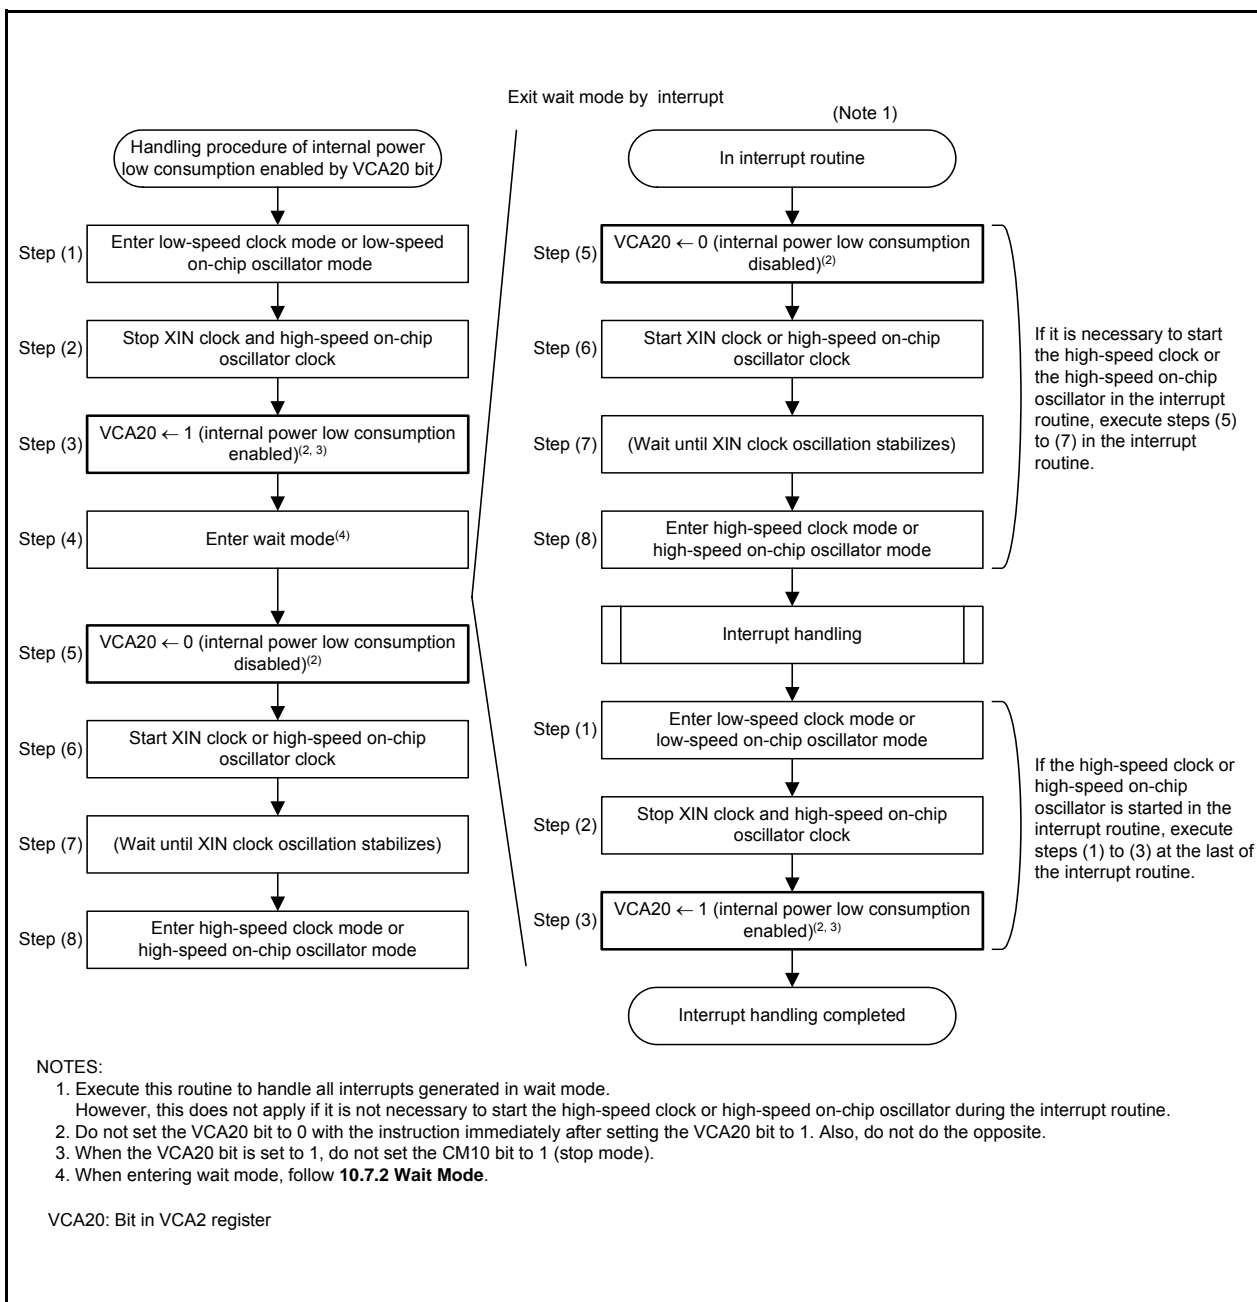 Exit wait mode by interrupt
Handling procedure of internal power
low consumption enabled by VCA20 bit
Step (1)
Enter low-speed clock mode or low-speed
on-chip oscillator mode
Step (2)
Stop XIN clock and high-speed on-chip
oscillator clock
Step (3)
VCA20 ← 1 (internal power low consumption
enabled)(2, 3)
Step (4)
Enter wait mode(4)
Step (5)
VCA20 ← 0 (internal power low consumption
disabled)(2)
Step (6)
Start XIN clock or high-speed on-chip
oscillator clock
Step (7)
(Wait until XIN clock oscillation stabilizes)
Step (8)
Enter high-speed clock mode or
high-speed on-chip oscillator mode
(Note 1)
In interrupt routine
Step (5)
VCA20 ← 0 (internal power low consumption
disabled)(2)
Step (6)
Start XIN clock or high-speed on-chip
oscillator clock
Step (7)
(Wait until XIN clock oscillation stabilizes)
Step (8)
Enter high-speed clock mode or
high-speed on-chip oscillator mode
If it is necessary to start
the high-speed clock or
the high-speed on-chip
oscillator in the interrupt
routine, execute steps (5)
to (7) in the interrupt
routine.
Interrupt handling
Step (1)
Enter low-speed clock mode or
low-speed on-chip oscillator mode
Step (2)
Stop XIN clock and high-speed on-chip
oscillator clock
Step (3)
VCA20 ← 1 (internal power low consumption
enabled)(2, 3)
If the high-speed clock or
high-speed on-chip
oscillator is started in the
interrupt routine, execute
steps (1) to (3) at the last of
the interrupt routine.
Interrupt handling completed
NOTES:
1. Execute this routine to handle all interrupts generated in wait mode.
However, this does not apply if it is not necessary to start the high-speed clock or high-speed on-chip oscillator during the interrupt routine.
2. Do not set the VCA20 bit to 0 with the instruction immediately after setting the VCA20 bit to 1. Also, do not do the opposite.
3. When the VCA20 bit is set to 1, do not set the CM10 bit to 1 (stop mode).
4. When entering wait mode, follow 10.7.2 Wait Mode.
VCA20: Bit in VCA2 register